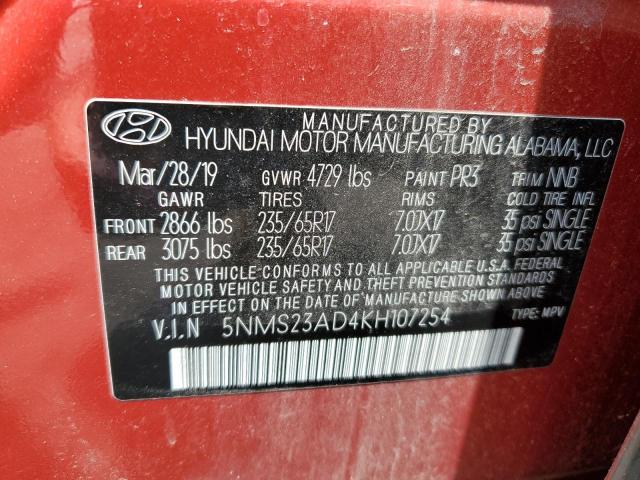 MANUFACTURED BY
HYUNDAI MOTOR MANUFACTURING ALABAMA, LLC
Mar/28/19 GVWR 4729 lbs PAINT PR3 TRIM NNB
GAWR TIRES RIMS COLD TIRE INFL
FRONT 2866 lbs 235/65R17 7.0JX17 35 psi SINGLE
REAR 3075 lbs 235/65R17 7.0JX17 35 psi SINGLE
THIS VEHICLE CONFORMS TO ALL APPLICABLE U.S.A. FEDERAL
MOTOR VEHICLE SAFETY AND THEFT PREVENTION STANDARDS
IN EFFECT ON THE DATE OF MANUFACTURE SHOWN ABOVE.
V.I.N 5NMS23AD4KH107254 TYPE: MPV